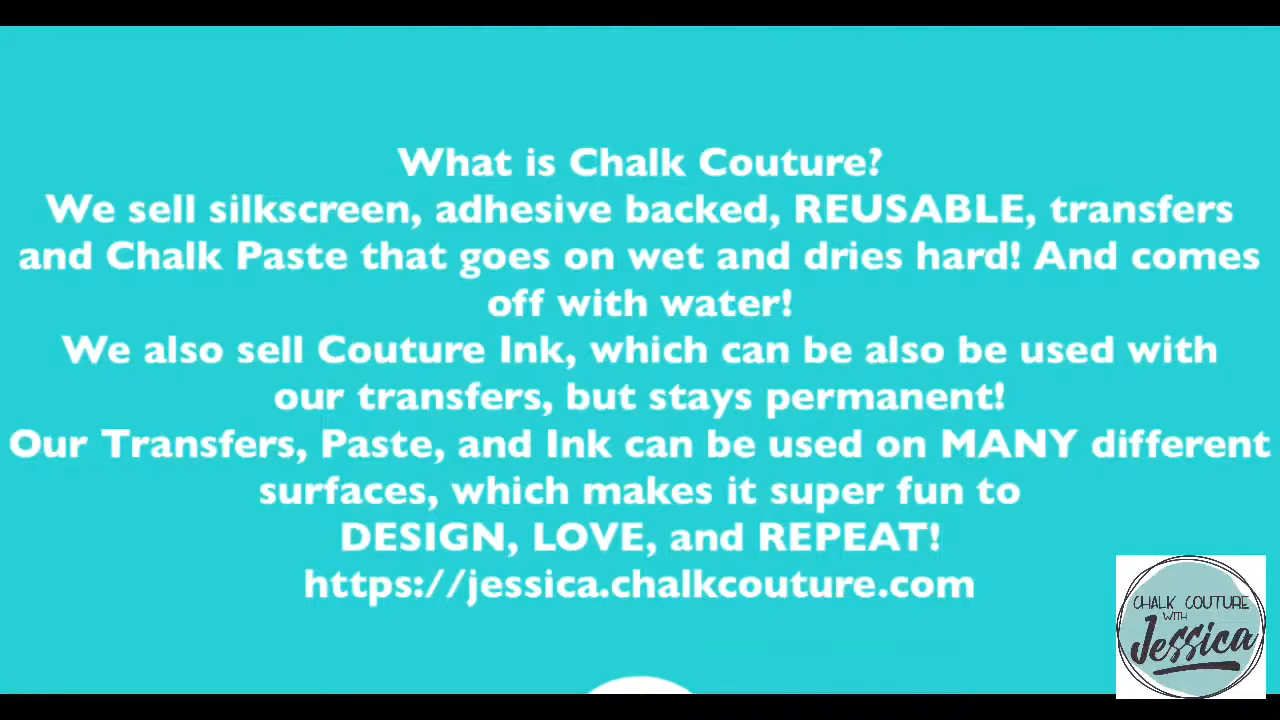 What is Chalk Couture?
We sell silkscreen, adhesive backed, REUSABLE, transfers
and Chalk Paste that goes on wet and dries hard! And comes
off with water!
We also sell Couture Ink, which can be also be used with
our transfers, but stays permanent!
Our Transfers, Paste, and Ink can be used on MANY different
surfaces, which makes it super fun to
DESIGN, LOVE, and REPEAT!
https://jessica.chalkcouture.com
CHALK COUTURE
WITH
Jessica